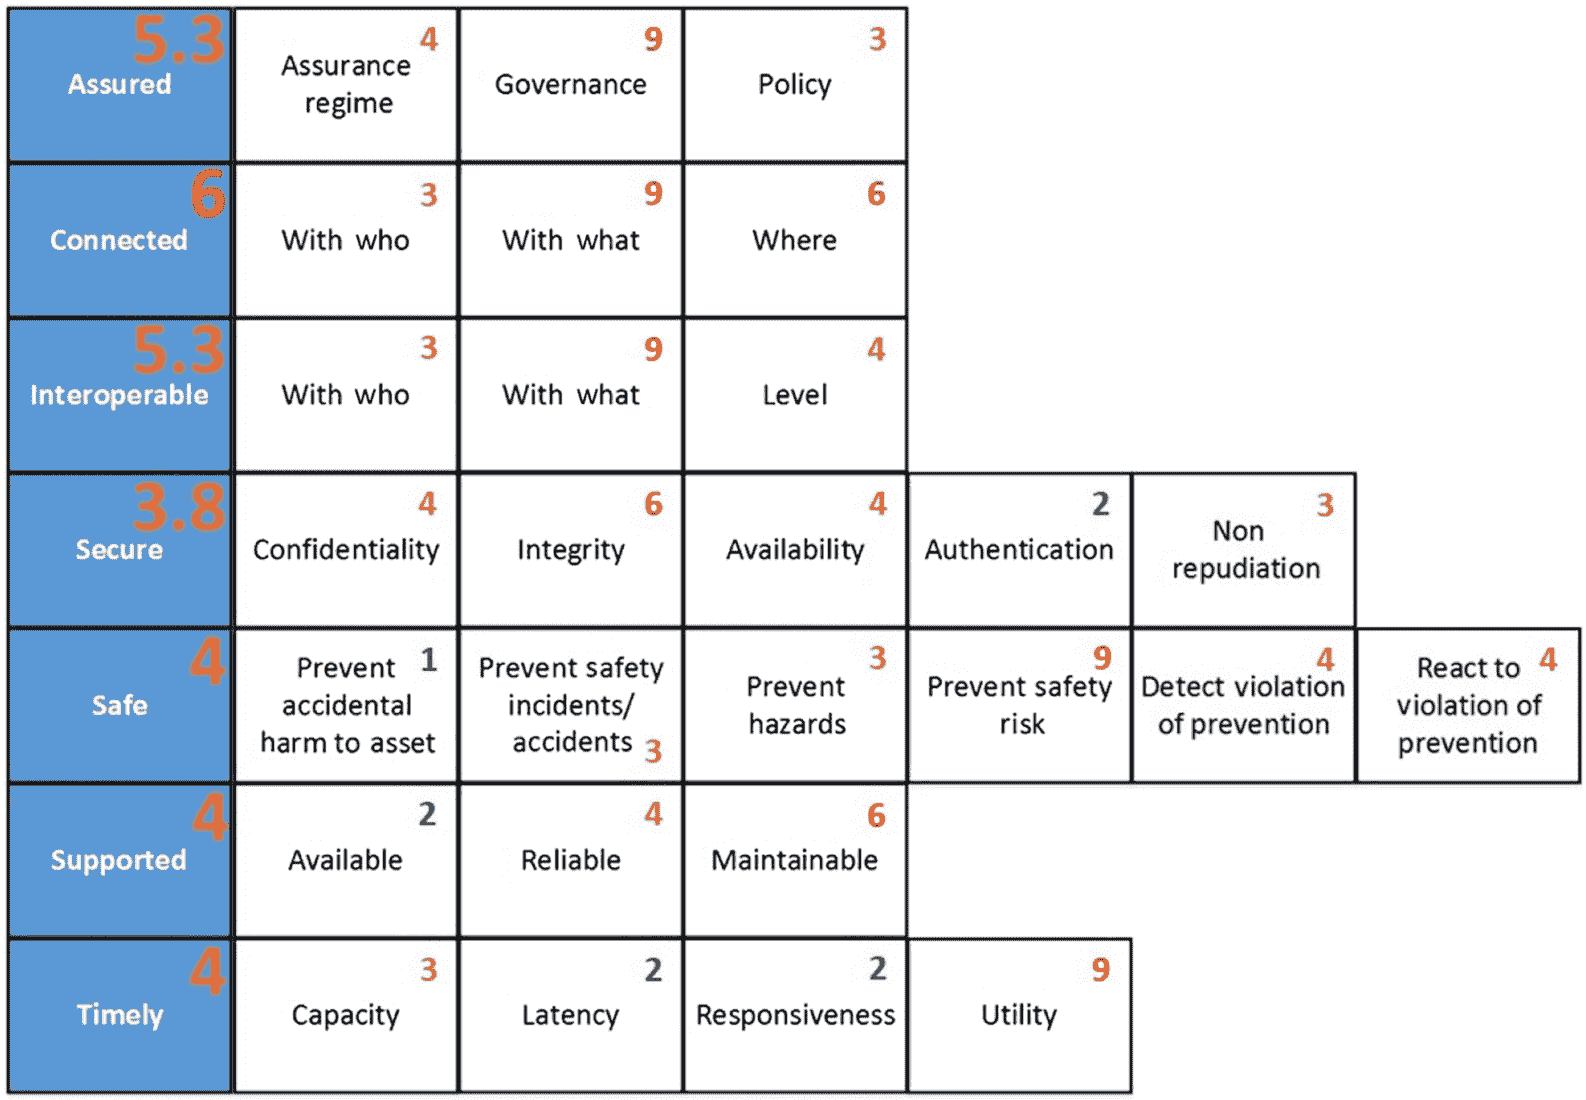 5.3
Assured
4
Assurance
regime
9
Governance
3
Policy
6
Connected
3
With who
9
With what
6
Where
5.3
Interoperable
3
With who
9
With what
4
Level
3.8
Secure
4
Confidentiality
6
Integrity
4
Availability
2
Authentication
3
Non
repudiation
4
Safe
1
Prevent
accidental
harm to asset
Prevent safety
incidents/
accidents
3
3
Prevent
hazards
9
Prevent safety
risk
4
Detect violation
of prevention
4
React to
violation of
prevention
4
Supported
2
Available
4
Reliable
6
Maintainable
4
Timely
3
Capacity
2
Latency
2
Responsiveness
9
Utility